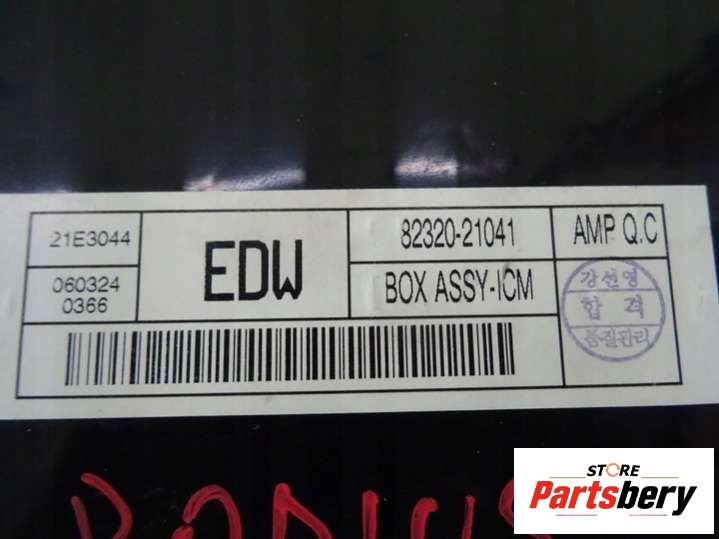 21E3044
EDW
82320-21041
AMP Q.C
060324
0366
BOX ASSY-ICM
강선영
합격
품질관리
STORE
Partsbery